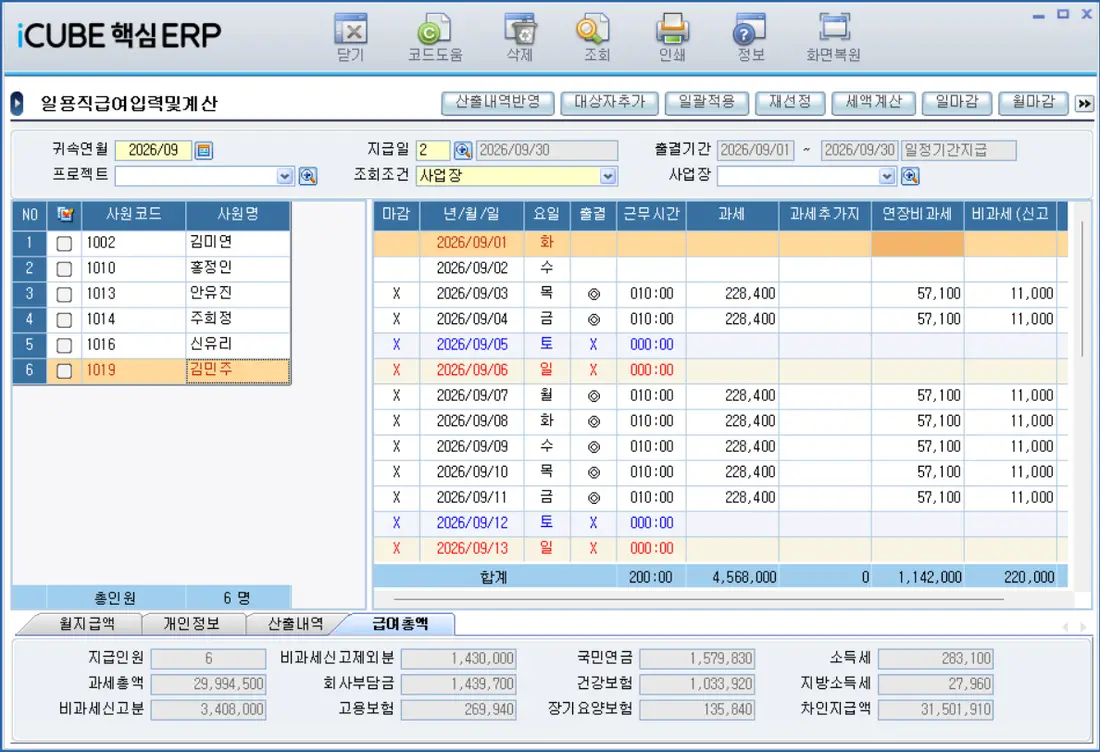 iCUBE 핵심ERP
닫기 코드도움 삭제 조회 인쇄 정보 화면복원
일용직급여입력및계산
산출내역반영 대상자추가 일괄적용 재선정 세액계산 일마감 월마감
귀속연월 2026/09 지급일 2 2026/09/30 출결기간 2026/09/01 ~ 2026/09/30 일정기간지급
프로젝트 조회조건 사업장 사업장
NO 사원코드 사원명
1 1002 김미연
2 1010 홍정인
3 1013 안유진
4 1014 주희정
5 1016 신유리
6 1019 김민주
총인원 6 명
마감 년/월/일 요일 출결 근무시간 과세 과세추가지 연장비과세 비과세(신고
2026/09/01 화
2026/09/02 수
X 2026/09/03 목 ◎ 010:00 228,400 57,100 11,000
X 2026/09/04 금 ◎ 010:00 228,400 57,100 11,000
X 2026/09/05 토 X 000:00
X 2026/09/06 일 X 000:00
X 2026/09/07 월 ◎ 010:00 228,400 57,100 11,000
X 2026/09/08 화 ◎ 010:00 228,400 57,100 11,000
X 2026/09/09 수 ◎ 010:00 228,400 57,100 11,000
X 2026/09/10 목 ◎ 010:00 228,400 57,100 11,000
X 2026/09/11 금 ◎ 010:00 228,400 57,100 11,000
X 2026/09/12 토 X 000:00
X 2026/09/13 일 X 000:00
합계 200:00 4,568,000 0 1,142,000 220,000
월지급액 개인정보 산출내역 급여총액
지급인원 6 비과세신고제외분 1,430,000 국민연금 1,579,830 소득세 283,100
과세총액 29,994,500 회사부담금 1,439,700 건강보험 1,033,920 지방소득세 27,960
비과세신고분 3,408,000 고용보험 269,940 장기요양보험 135,840 차인지급액 31,501,910